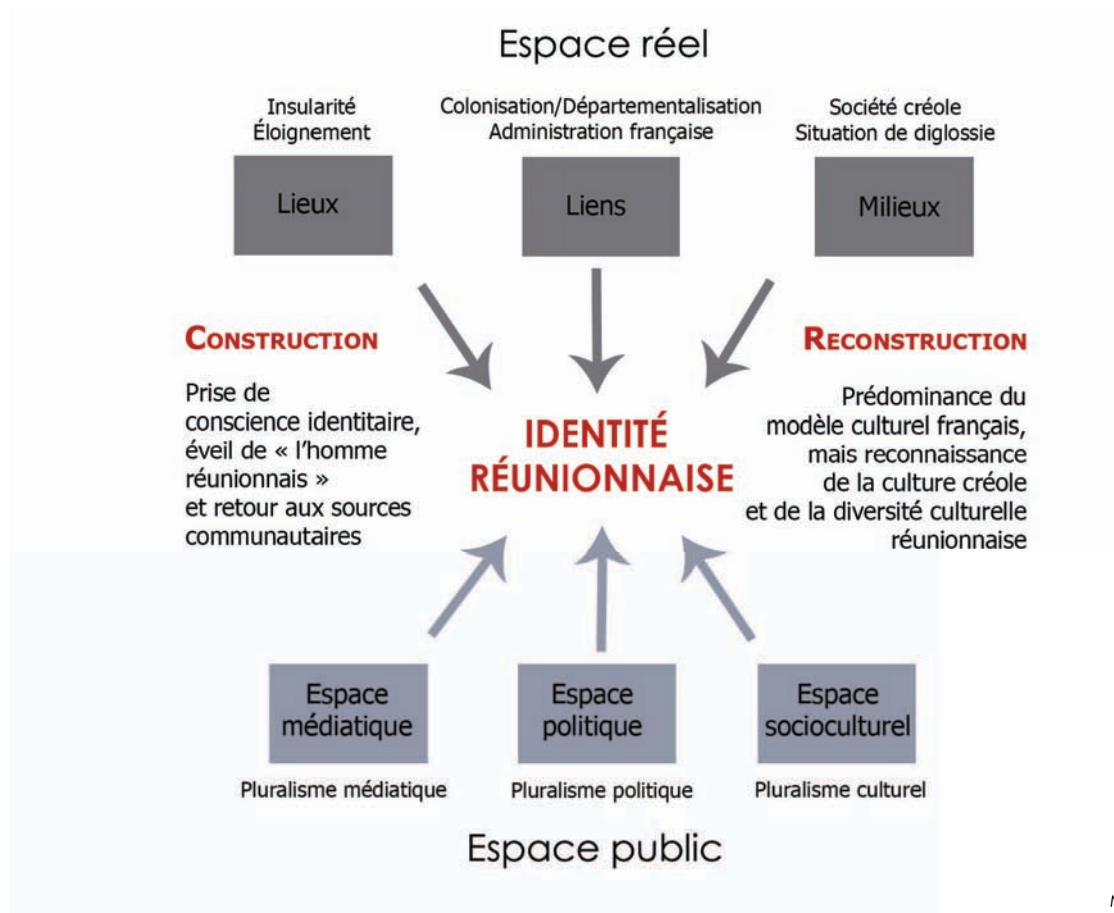 Espace réel
Insularité
Éloignement
Colonisation/Départementalisation
Administration française
Société créole
Situation de diglossie
Lieux
Liens
Milieux
CONSTRUCTION
Prise de
conscience identitaire,
éveil de « l'homme
réunionnais »
et retour aux sources
communautaires
RECONSTRUCTION
Prédominance du
modèle culturel français,
mais reconnaissance
de la culture créole
et de la diversité culturelle
réunionnaise
IDENTITÉ
RÉUNIONNAISE
Espace
médiatique
Espace
politique
Espace
socioculturel
Pluralisme médiatique
Pluralisme politique
Pluralisme culturel
Espace public